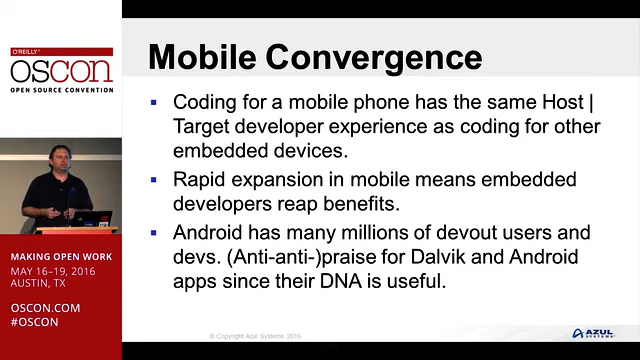 O'REILLY®
OSCON
OPEN SOURCE CONVENTION
MAKING OPEN WORK
MAY 16–19, 2016
AUSTIN, TX
OSCON.COM
#OSCON
Mobile Convergence
▪ Coding for a mobile phone has the same Host |
Target developer experience as coding for other
embedded devices.
▪ Rapid expansion in mobile means embedded
developers reap benefits.
▪ Android has many millions of devout users and
devs. (Anti-anti-)praise for Dalvik and Android
apps since their DNA is useful.
© Copyright Azul Systems 2016
AZUL
SYSTEMS